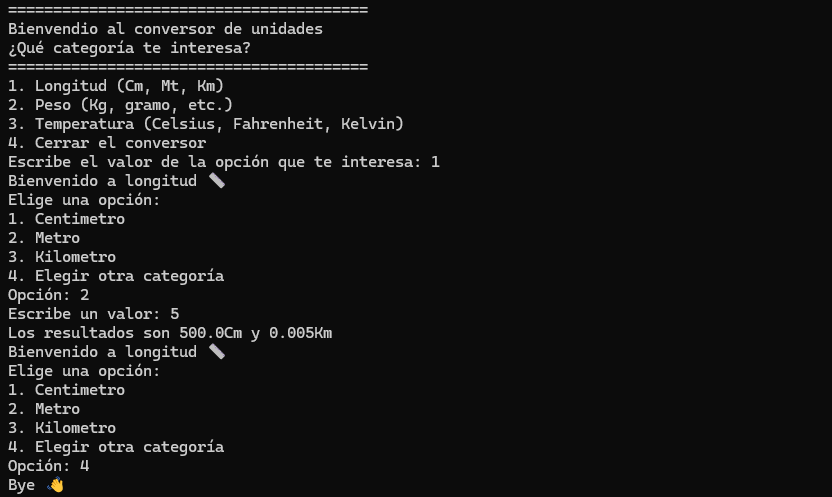 ========================================
Bienvendio al conversor de unidades
¿Qué categoría te interesa?
========================================
1. Longitud (Cm, Mt, Km)
2. Peso (Kg, gramo, etc.)
3. Temperatura (Celsius, Fahrenheit, Kelvin)
4. Cerrar el conversor
Escribe el valor de la opción que te interesa: 1
Bienvenido a longitud 📏
Elige una opción:
1. Centimetro
2. Metro
3. Kilometro
4. Elegir otra categoría
Opción: 2
Escribe un valor: 5
Los resultados son 500.0Cm y 0.005Km
Bienvenido a longitud 📏
Elige una opción:
1. Centimetro
2. Metro
3. Kilometro
4. Elegir otra categoría
Opción: 4
Bye 👋